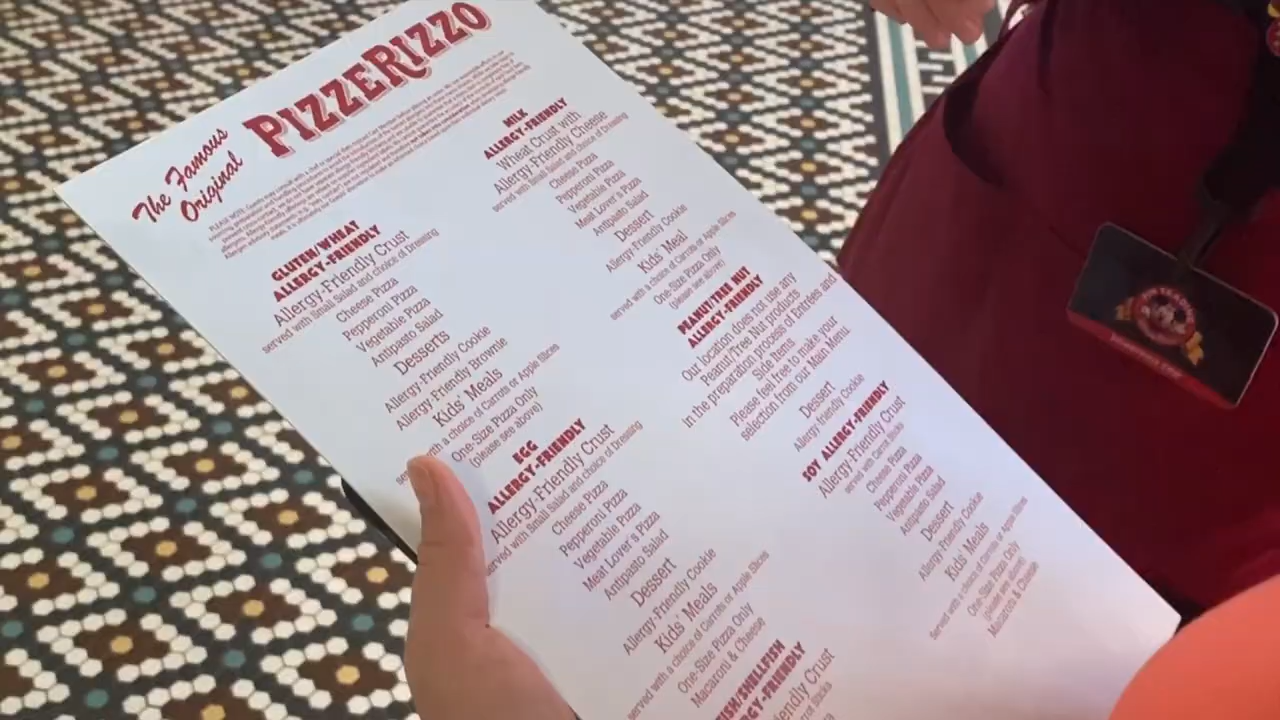 The Famous
Original
PIZZERIZZO
GLUTEN/WHEAT
ALLERGY-FRIENDLY
Allergy-Friendly Crust
served with Small Salad and choice of Dressing
Cheese Pizza
Pepperoni Pizza
Vegetable Pizza
Antipasto Salad
Desserts
Allergy-Friendly Cookie
Allergy-Friendly Brownie
Kids' Meals
with a choice of Carrots or Apple Slices
One-Size Pizza Only
(please see above)
EGG
ALLERGY-FRIENDLY
Allergy-Friendly Crust
served with Small Salad and choice of Dressing
Cheese Pizza
Pepperoni Pizza
Vegetable Pizza
Meat Lover's Pizza
Antipasto Salad
Dessert
Allergy-Friendly Cookie
Kids' Meals
served with a choice of Carrots or Apple Slices
One-Size Pizza Only
Macaroni & Cheese
MILK
ALLERGY-FRIENDLY
Wheat Crust with
Allergy-Friendly Cheese
served with Small Salad and choice of Dressing
Cheese Pizza
Pepperoni Pizza
Vegetable Pizza
Meat Lover's Pizza
Antipasto Salad
Dessert
Allergy-Friendly Cookie
Kids' Meal
served with a choice of Carrots or Apple Slices
One-Size Pizza Only
(please see above)
PEANUT/TREE NUT
ALLERGY-FRIENDLY
Our location does not use any
Peanut/Tree Nut products
in the preparation process of Entrées and
Side Items
Please feel free to make your
selection from our Main Menu
Dessert
Allergy-friendly Cookie
SOY ALLERGY-FRIENDLY
Allergy-Friendly Crust
served with Carrot Sticks
Cheese Pizza
Pepperoni Pizza
Vegetable Pizza
Antipasto Salad
Dessert
Allergy-Friendly Cookie
Kids' Meals
served with a choice of Carrots or Apple Slices
One-Size Pizza Only
(please see above)
Macaroni & Cheese